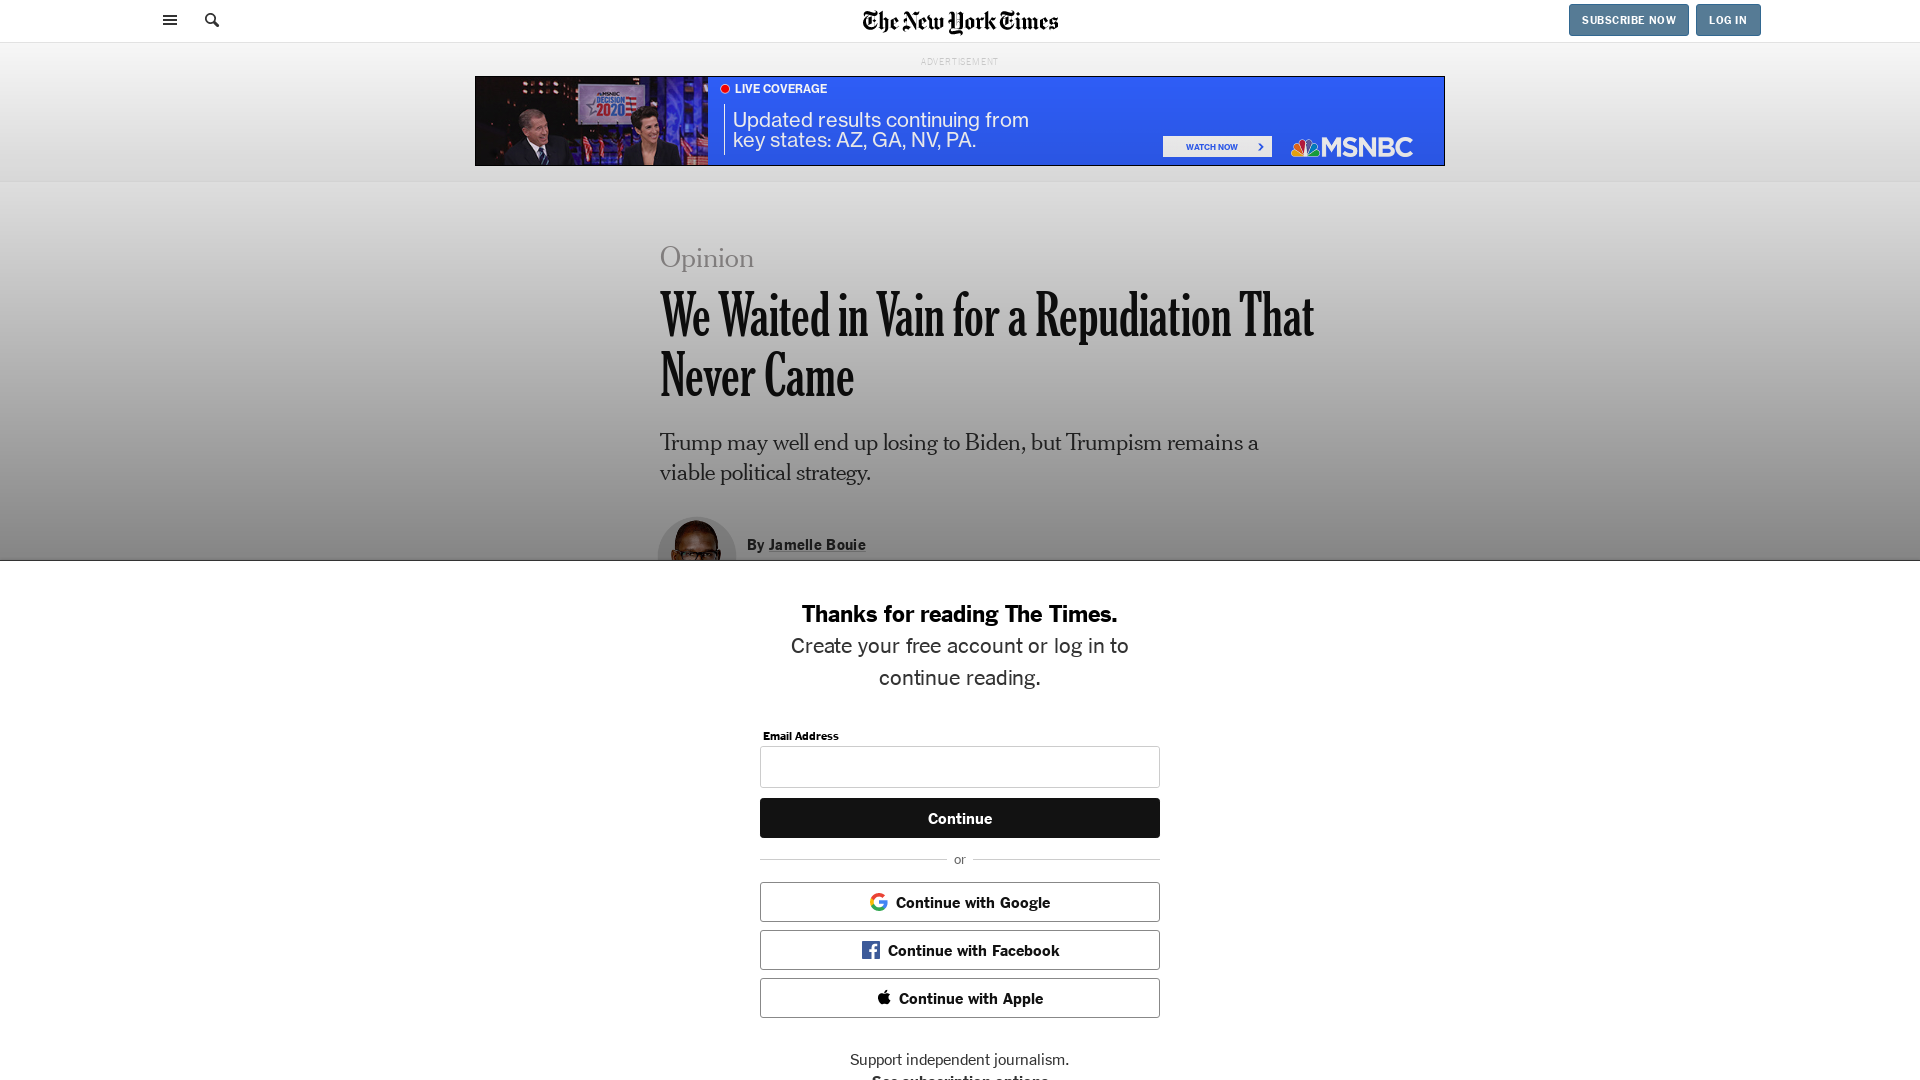 The New York Times
SUBSCRIBE NOW
LOG IN
ADVERTISEMENT
MSNBC
DECISION
2020
LIVE COVERAGE
Updated results continuing from
key states: AZ, GA, NV, PA.
WATCH NOW
MSNBC
Opinion
We Waited in Vain for a Repudiation That
Never Came
Trump may well end up losing to Biden, but Trumpism remains a
viable political strategy.
By Jamelle Bouie
Thanks for reading The Times.
Create your free account or log in to
continue reading.
Email Address
Continue
or
Continue with Google
Continue with Facebook
Continue with Apple
Support independent journalism.
See subscription options.